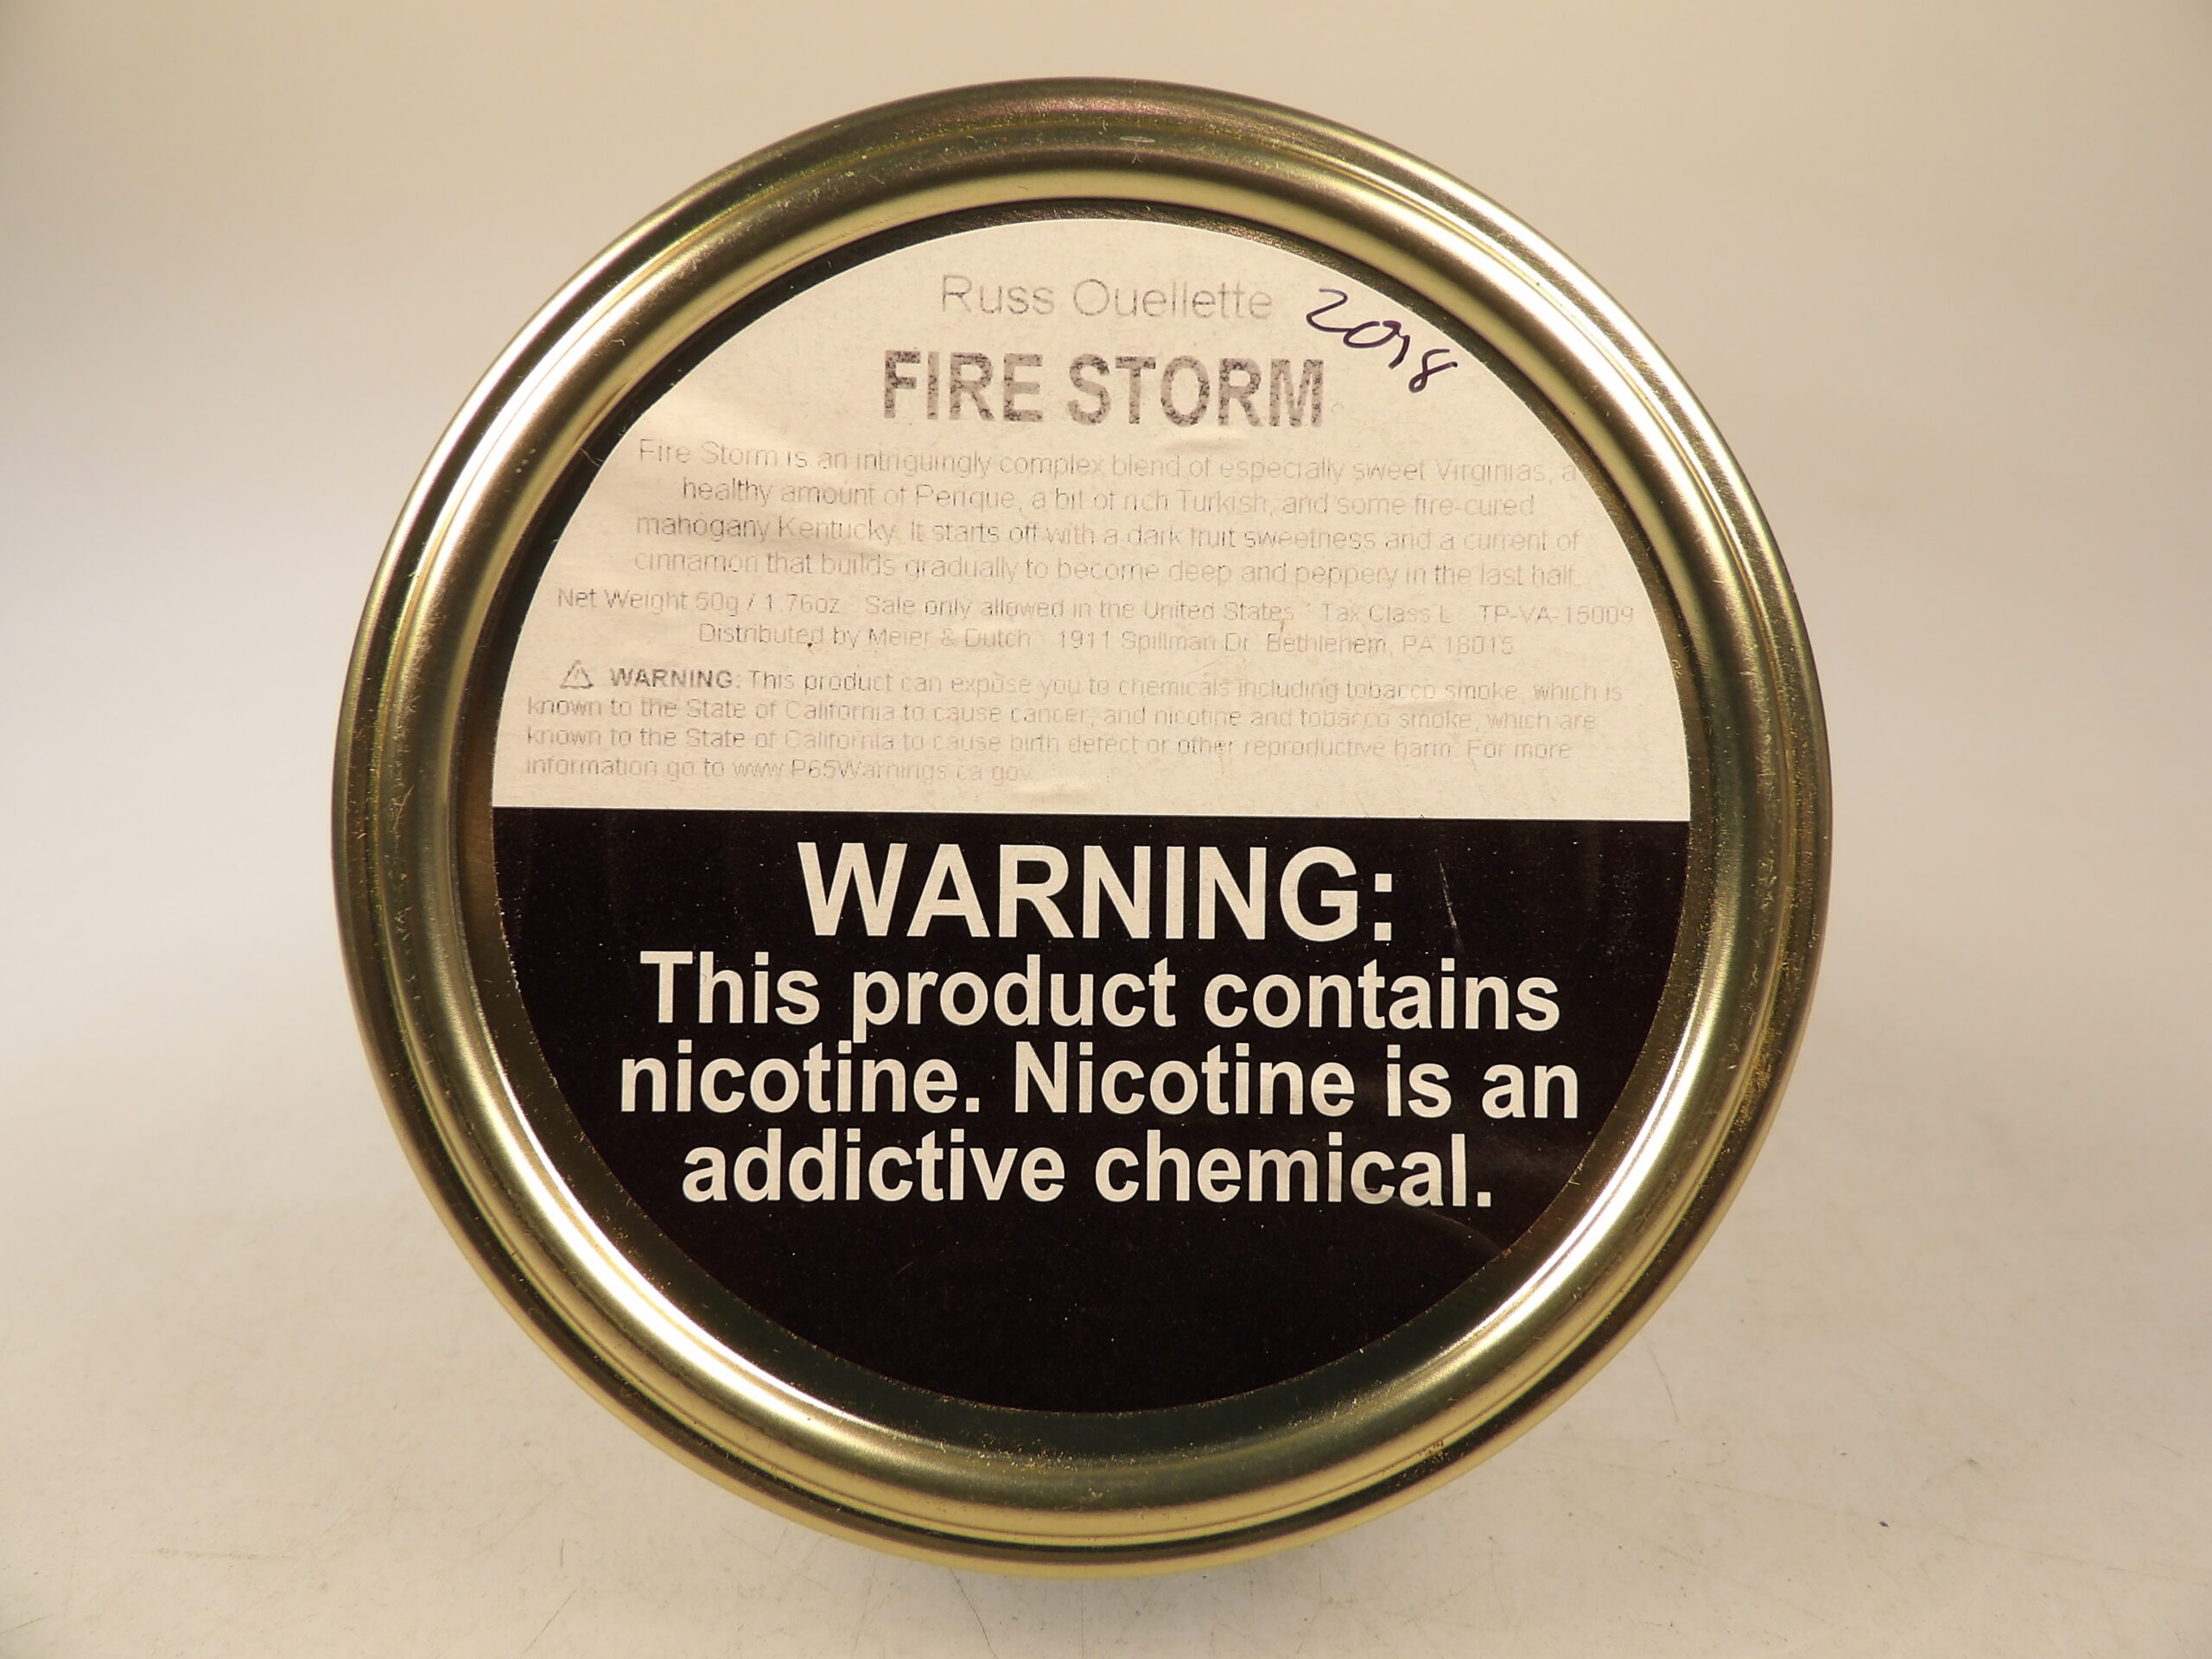 Russ Ouellette
2018
FIRE STORM
Fire Storm is an intriguingly complex blend of especially sweet Virginias, a
healthy amount of Perique, a bit of rich Turkish, and some fire-cured
mahogany Kentucky. It starts off with a dark fruit sweetness and a current of
cinnamon that builds gradually to become deep and peppery in the last half.
Net Weight 50g / 1.76oz Sale only allowed in the United States Tax Class L TP-VA-15009
Distributed by Meier & Dutch 1911 Spillman Dr. Bethlehem, PA 18015
⚠ WARNING: This product can expose you to chemicals including tobacco smoke, which is
known to the State of California to cause cancer, and nicotine and tobacco smoke, which are
known to the State of California to cause birth defect or other reproductive harm. For more
information go to www.P65Warnings.ca.gov
WARNING:
This product contains
nicotine. Nicotine is an
addictive chemical.